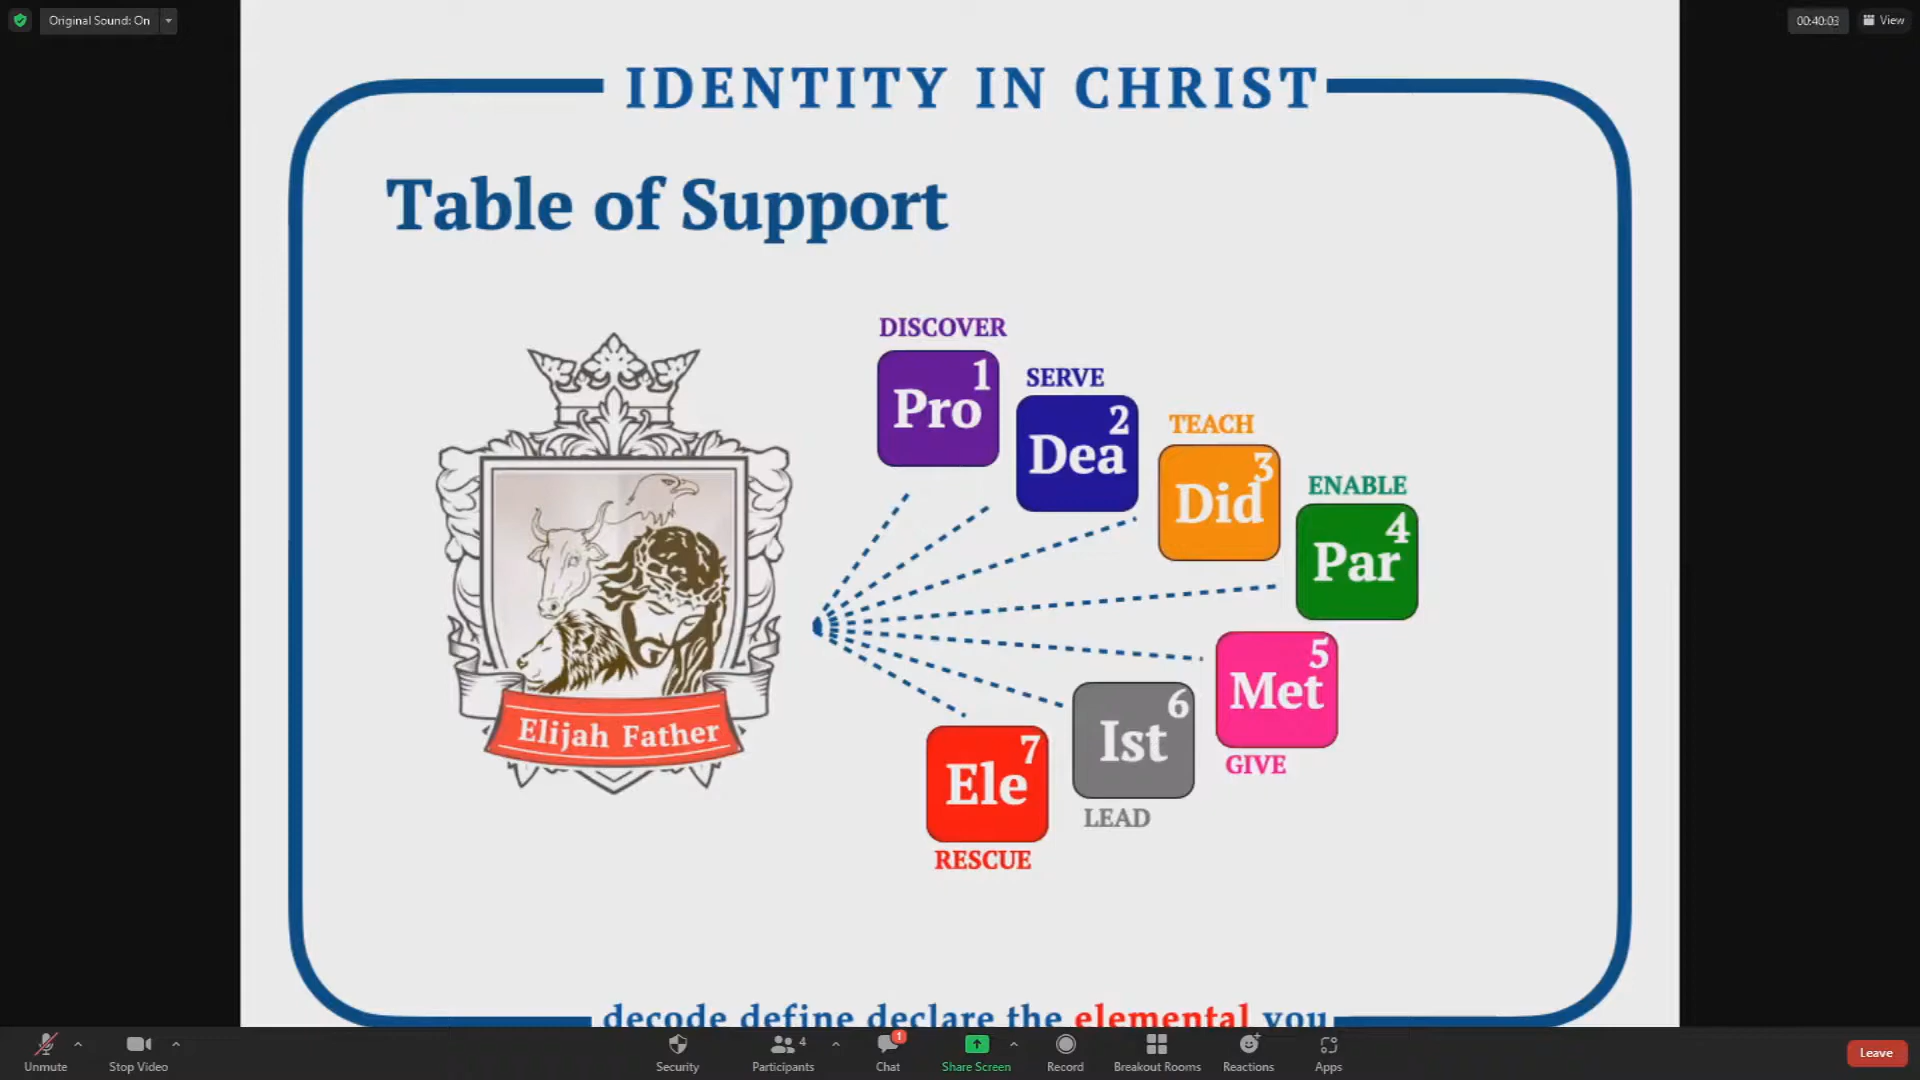 Original Sound: On
00:40:03
View
IDENTITY IN CHRIST
Table of Support
DISCOVER
1
Pro
SERVE
2
Dea
TEACH
3
Did
ENABLE
4
Par
5
Met
GIVE
6
Ist
LEAD
7
Ele
RESCUE
Elijah Father
decode define declare the elemental you
Unmute
Stop Video
Security
4
Participants
1
Chat
Share Screen
Record
Breakout Rooms
Reactions
Apps
Leave